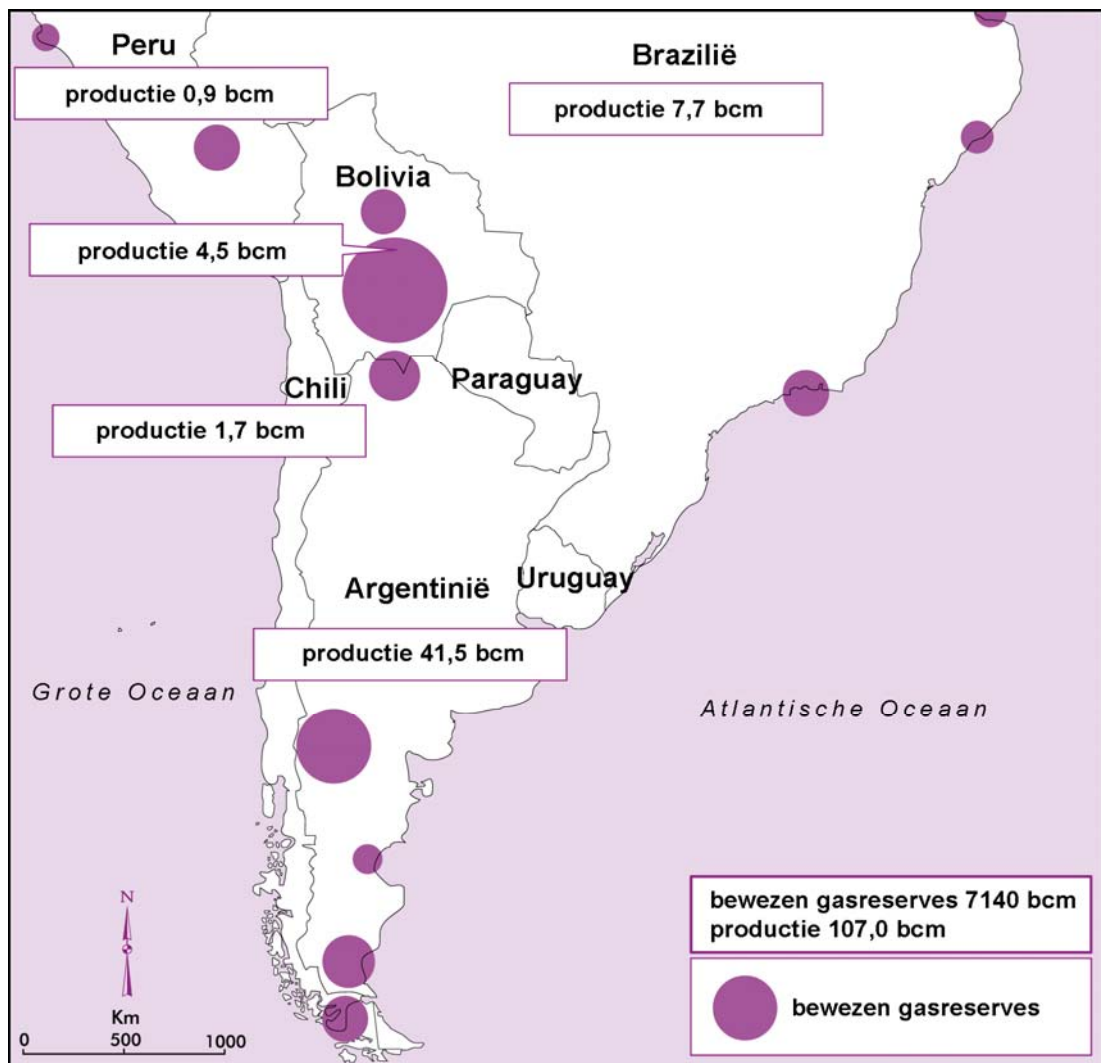 Peru
Brazilië
productie 0,9 bcm
productie 7,7 bcm
Bolivia
productie 4,5 bcm
Chili
Paraguay
productie 1,7 bcm
Argentinië
Uruguay
productie 41,5 bcm
Grote Oceaan
Atlantische Oceaan
bewezen gasreserves 7140 bcm
productie 107,0 bcm
bewezen gasreserves
N
Km
0 500 1000